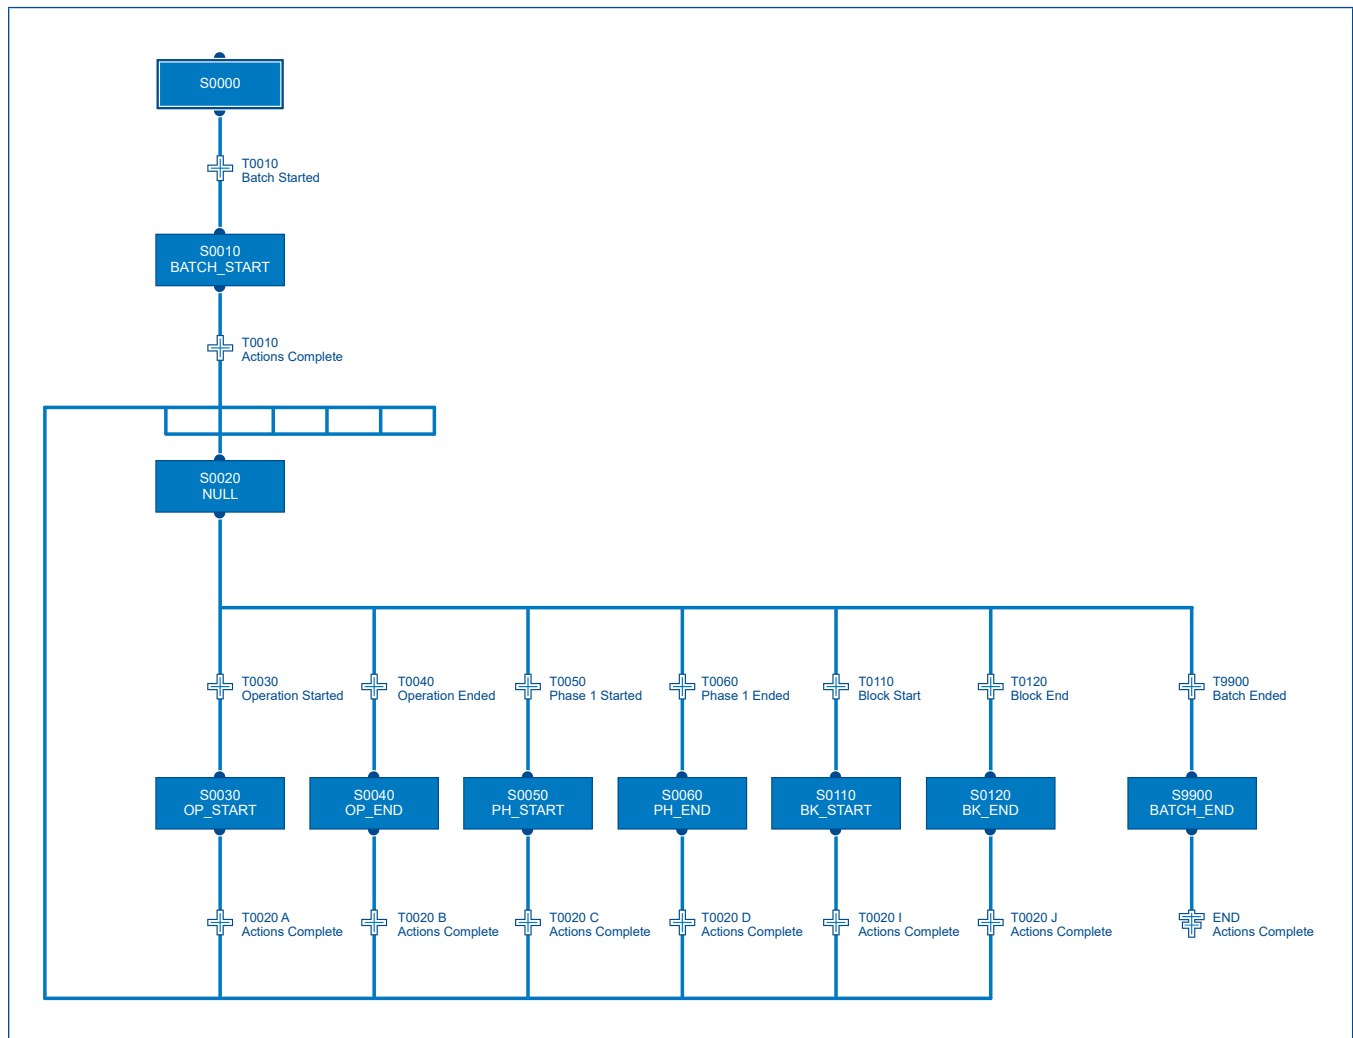 S0000
T0010
Batch Started
S0010
BATCH_START
T0010
Actions Complete
S0020
NULL
T0030
Operation Started
T0040
Operation Ended
T0050
Phase 1 Started
T0060
Phase 1 Ended
T0110
Block Start
T0120
Block End
T9900
Batch Ended
S0030
OP_START
S0040
OP_END
S0050
PH_START
S0060
PH_END
S0110
BK_START
S0120
BK_END
S9900
BATCH_END
T0020 A
Actions Complete
T0020 B
Actions Complete
T0020 C
Actions Complete
T0020 D
Actions Complete
T0020 I
Actions Complete
T0020 J
Actions Complete
END
Actions Complete